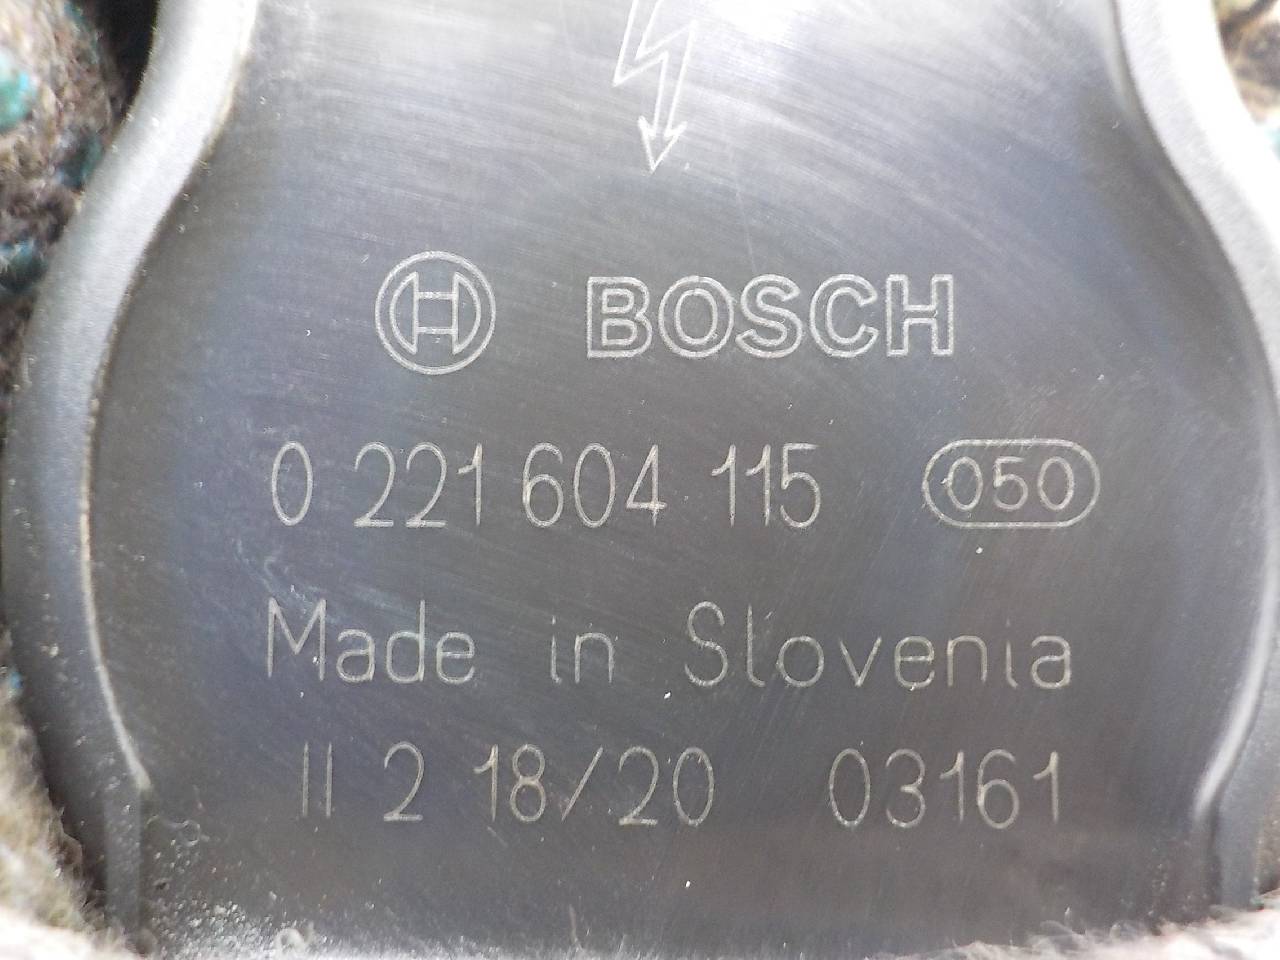 BOSCH
0 221 604 115 050
Made in Slovenia
II 2 18/20 03161